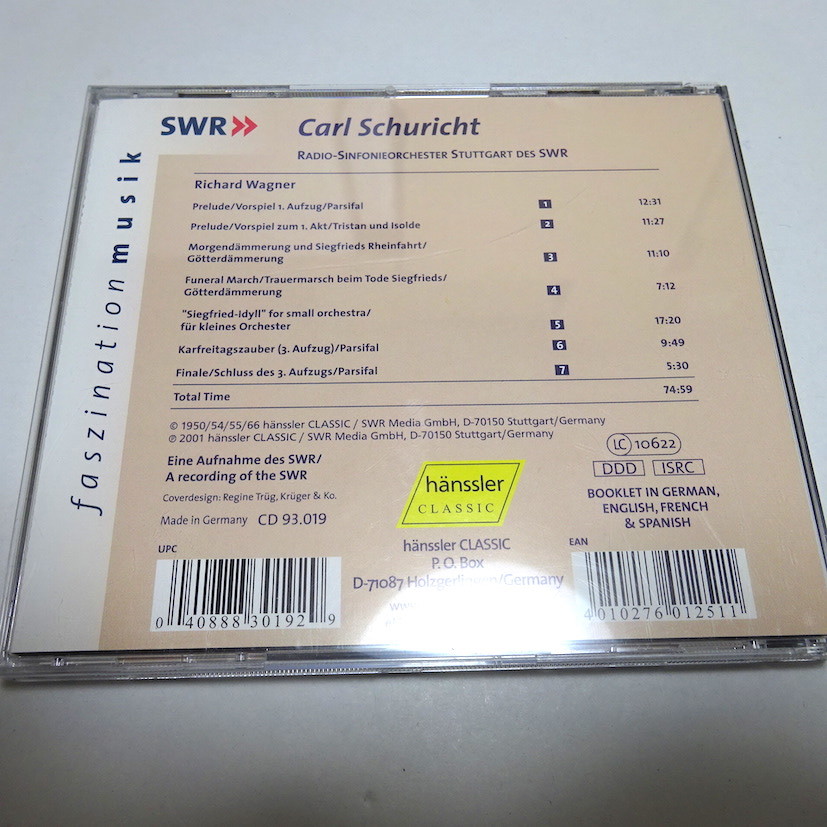 SWR»
Carl Schuricht
RADIO-SINFONIEORCHESTER STUTTGART DES SWR
faszinationmusik
Richard Wagner
Prelude/Vorspiel 1. Aufzug/Parsifal 1 12:31
Prelude/Vorspiel zum 1. Akt/Tristan und Isolde 2 11:27
Morgendämmerung und Siegfrieds Rheinfahrt/
Götterdämmerung 3 11:10
Funeral March/Trauermarsch beim Tode Siegfrieds/
Götterdämmerung 4 7:12
"Siegfried-Idyll" for small orchestra/
für kleines Orchester 5 17:20
Karfreitagszauber (3. Aufzug)/Parsifal 6 9:49
Finale/Schluss des 3. Aufzugs/Parsifal 7 5:30
Total Time 74:59
© 1950/54/55/66 hänssler CLASSIC / SWR Media GmbH, D-70150 Stuttgart/Germany
℗ 2001 hänssler CLASSIC / SWR Media GmbH, D-70150 Stuttgart/Germany
Eine Aufnahme des SWR/
A recording of the SWR
Coverdesign: Regine Trüg, Krüger & Ko.
Made in Germany CD 93.019
hänssler
CLASSIC
LC 10622
DDD ISRC
BOOKLET IN GERMAN,
ENGLISH, FRENCH
& SPANISH
hänssler CLASSIC
P.O. Box
D-71087 Holzgerlingen/Germany
UPC
0 40888 30192 9
EAN
4 010276 012511